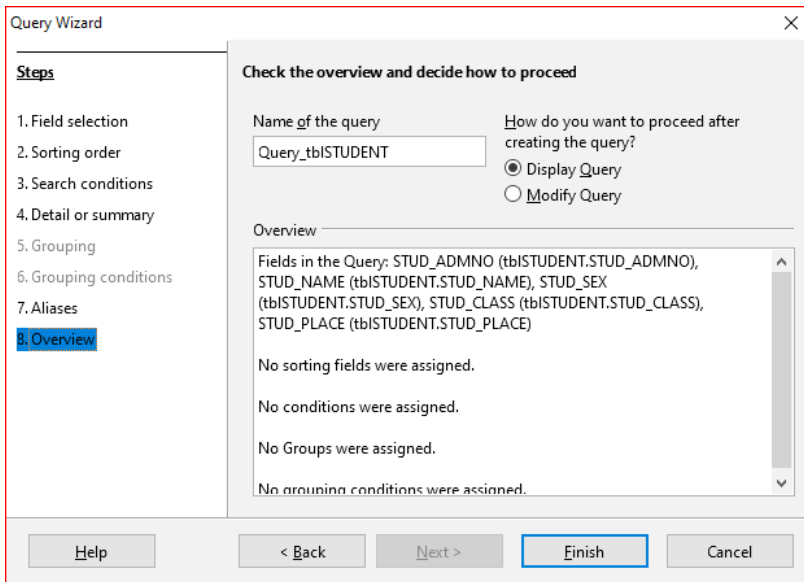 Query Wizard
Steps
1. Field selection
2. Sorting order
3. Search conditions
4. Detail or summary
5. Grouping
6. Grouping conditions
7. Aliases
8. Overview
Check the overview and decide how to proceed
Name of the query
Query_tblSTUDENT
How do you want to proceed after
creating the query?
Display Query
Modify Query
Overview
Fields in the Query: STUD_ADMNO (tblSTUDENT.STUD_ADMNO),
STUD_NAME (tblSTUDENT.STUD_NAME), STUD_SEX
(tblSTUDENT.STUD_SEX), STUD_CLASS (tblSTUDENT.STUD_CLASS),
STUD_PLACE (tblSTUDENT.STUD_PLACE)
No sorting fields were assigned.
No conditions were assigned.
No Groups were assigned.
No grouping conditions were assigned.
Help
< Back
Next >
Finish
Cancel